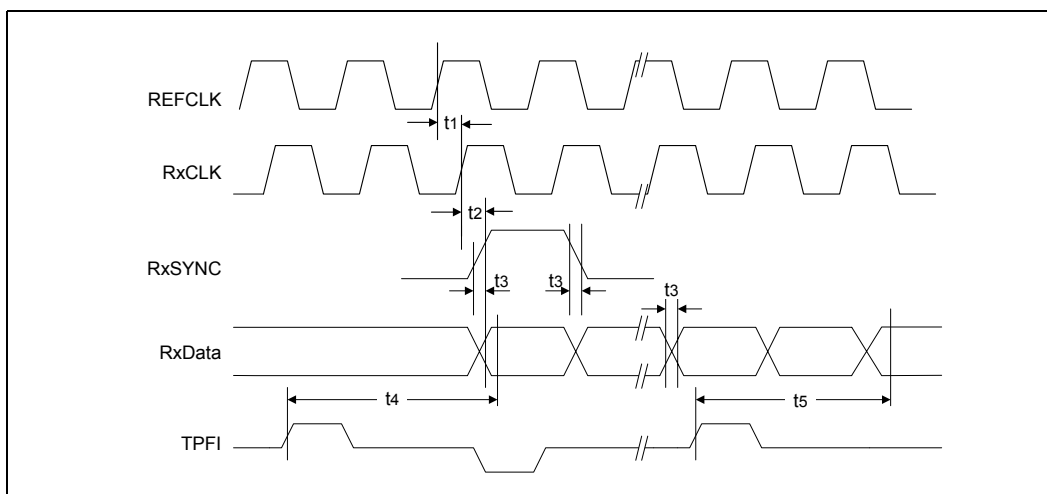 REFCLK
t1
RxCLK
t2
RxSYNC
t3
t3
t3
RxData
t4
t5
TPFI